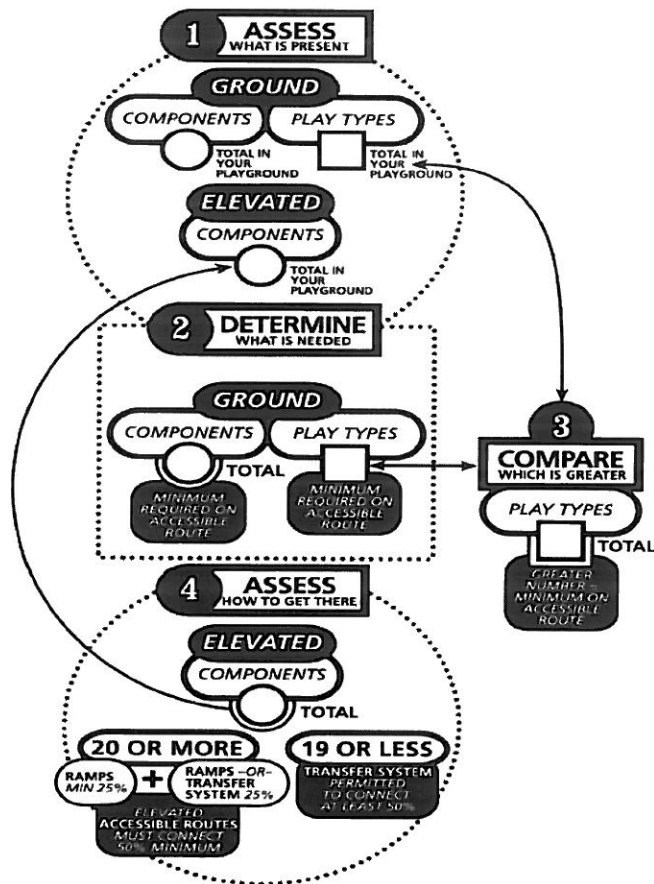 1 ASSESS
WHAT IS PRESENT
GROUND
COMPONENTS
PLAY TYPES
TOTAL IN
YOUR
PLAYGROUND
TOTAL IN
YOUR
PLAYGROUND
ELEVATED
COMPONENTS
TOTAL IN
YOUR
PLAYGROUND
2 DETERMINE
WHAT IS NEEDED
GROUND
COMPONENTS
PLAY TYPES
TOTAL
MINIMUM
REQUIRED ON
ACCESSIBLE
ROUTE
MINIMUM
REQUIRED ON
ACCESSIBLE
ROUTE
3
COMPARE
WHICH IS GREATER
PLAY TYPES
TOTAL
GREATER
NUMBER =
MINIMUM ON
ACCESSIBLE
ROUTE
4 ASSESS
HOW TO GET THERE
ELEVATED
COMPONENTS
TOTAL
20 OR MORE
RAMPS
MIN 25%
+
RAMPS –OR–
TRANSFER
SYSTEM 25%
ELEVATED
ACCESSIBLE ROUTES
MUST CONNECT
50% MINIMUM
19 OR LESS
TRANSFER SYSTEM
PERMITTED
TO CONNECT
AT LEAST 50%